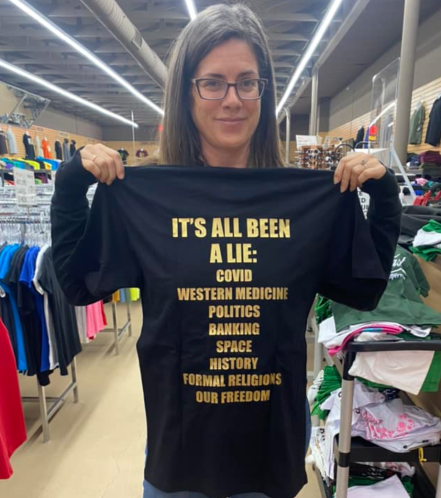 IT'S ALL BEEN
A LIE:
COVID
WESTERN MEDICINE
POLITICS
BANKING
SPACE
HISTORY
FORMAL RELIGIONS
OUR FREEDOM